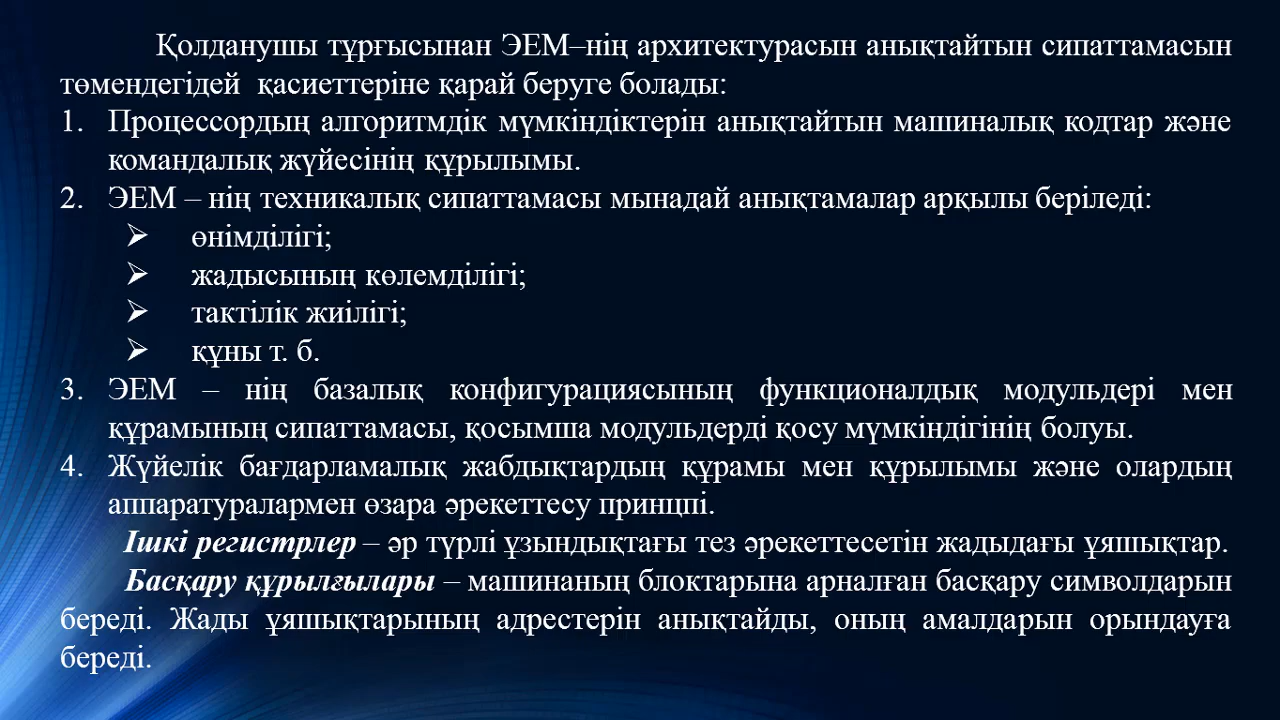 Қолданушы тұрғысынан ЭЕМ–нің архитектурасын анықтайтын сипаттамасын
төмендегідей қасиеттеріне қарай беруге болады:
1. Процессордың алгоритмдік мүмкіндіктерін анықтайтын машиналық кодтар және
командалық жүйесінің құрылымы.
2. ЭЕМ – нің техникалық сипаттамасы мынадай анықтамалар арқылы беріледі:
➢ өнімділігі;
➢ жадысының көлемділігі;
➢ тактілік жиілігі;
➢ құны т. б.
3. ЭЕМ – нің базалық конфигурациясының функционалдық модульдері мен
құрамының сипаттамасы, қосымша модульдерді қосу мүмкіндігінің болуы.
4. Жүйелік бағдарламалық жабдықтардың құрамы мен құрылымы және олардың
аппаратуралармен өзара әрекеттесу принцпі.
Ішкі регистрлер – әр түрлі ұзындықтағы тез әрекеттесетін жадыдағы ұяшықтар.
Басқару құрылғылары – машинаның блоктарына арналған басқару символдарын
береді. Жады ұяшықтарының адрестерін анықтайды, оның амалдарын орындауға
береді.